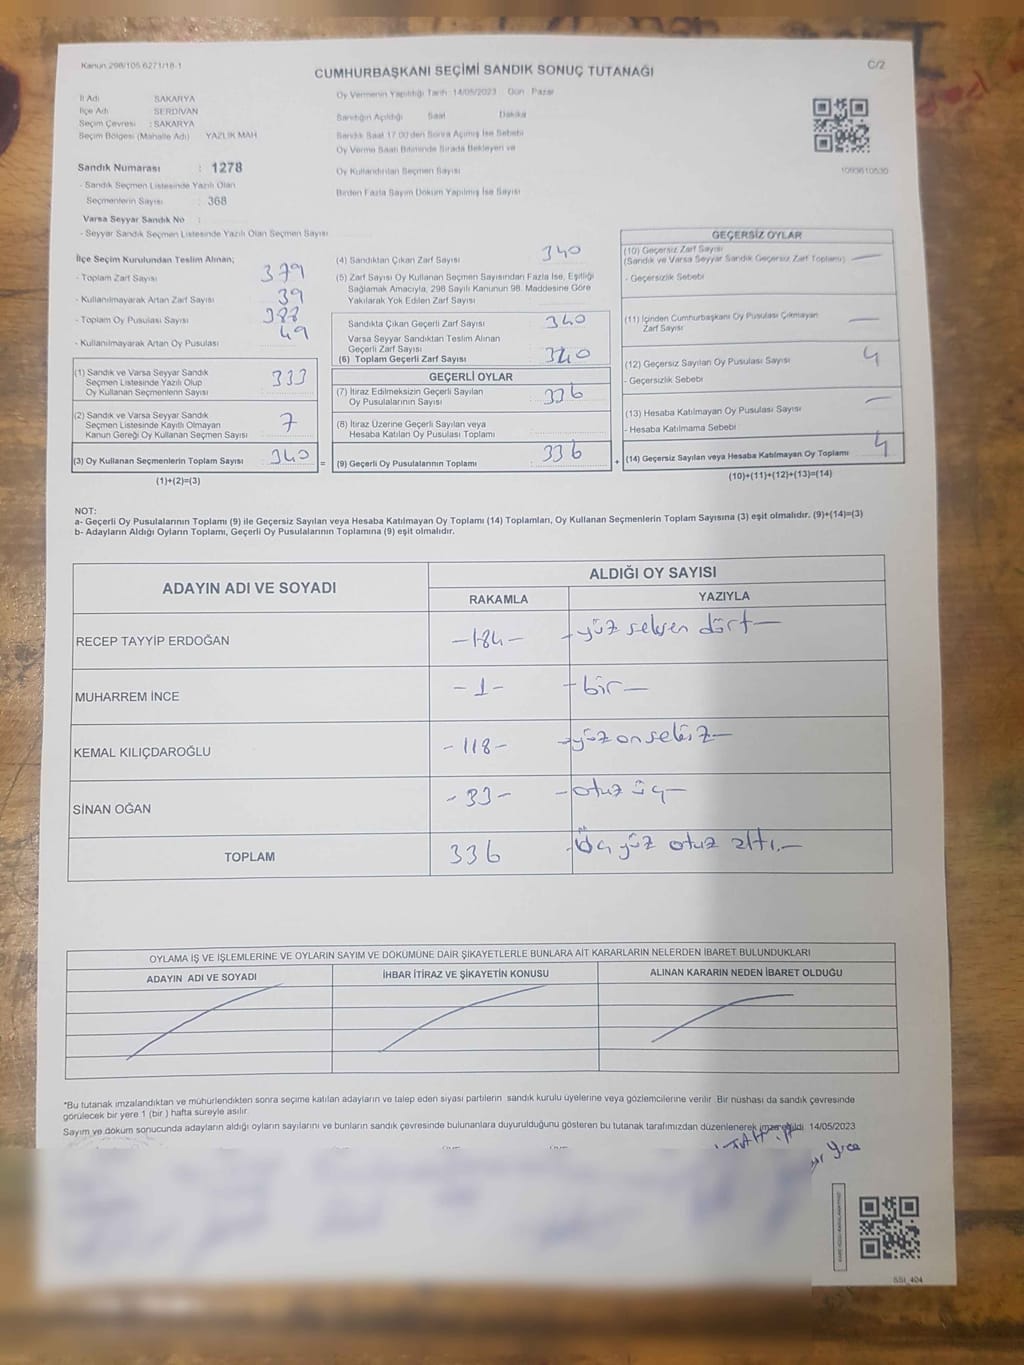 Kanun 298/105 6271/18-1
C/2
CUMHURBAŞKANI SEÇİMİ SANDIK SONUÇ TUTANAĞI
İl Adı SAKARYA
İlçe Adı SERDİVAN
Seçim Çevresi : SAKARYA
Seçim Bölgesi (Mahalle Adı) YAZLIK MAH
Sandık Numarası : 1278
- Sandık Seçmen Listesinde Yazılı Olan
Seçmenlerin Sayısı : 368
Varsa Seyyar Sandık No :
- Seyyar Sandık Seçmen Listesinde Yazılı Olan Seçmen Sayısı
Oy Vermenin Yapıldığı Tarih : 14/05/2023 Gün : Pazar
Sandığın Açıldığı Saat Dakika
Sandık Saat 17.00'den Sonra Açılmış İse Sebebi
Oy Verme Saati Bitiminde Sırada Bekleyen ve
Oy Kullandırılan Seçmen Sayısı
Birden Fazla Sayım Döküm Yapılmış İse Sayısı
İlçe Seçim Kurulundan Teslim Alınan;
- Toplam Zarf Sayısı 379
- Kullanılmayarak Artan Zarf Sayısı 39
- Toplam Oy Pusulası Sayısı
- Kullanılmayarak Artan Oy Pusulası 49
(1) Sandık ve Varsa Seyyar Sandık
Seçmen Listesinde Yazılı Olup
Oy Kullanan Seçmenlerin Sayısı 333
(2) Sandık ve Varsa Seyyar Sandık
Seçmen Listesinde Kayıtlı Olmayan
Kanun Gereği Oy Kullanan Seçmen Sayısı 7
(3) Oy Kullanan Seçmenlerin Toplam Sayısı 340 =
(1)+(2)=(3)
(4) Sandıktan Çıkan Zarf Sayısı 340
(5) Zarf Sayısı Oy Kullanan Seçmen Sayısından Fazla İse, Eşitliği
Sağlamak Amacıyla, 298 Sayılı Kanunun 98. Maddesine Göre
Yakılarak Yok Edilen Zarf Sayısı
Sandıkta Çıkan Geçerli Zarf Sayısı 340
Varsa Seyyar Sandıktan Teslim Alınan
Geçerli Zarf Sayısı
(6) Toplam Geçerli Zarf Sayısı 340
GEÇERLİ OYLAR
(7) İtiraz Edilmeksizin Geçerli Sayılan
Oy Pusulalarının Sayısı 336
(8) İtiraz Üzerine Geçerli Sayılan veya
Hesaba Katılan Oy Pusulası Toplamı
(9) Geçerli Oy Pusulalarının Toplamı 336 +
GEÇERSİZ OYLAR
(10) Geçersiz Zarf Sayısı
(Sandık ve Varsa Seyyar Sandık Geçersiz Zarf Toplamı) —
- Geçersizlik Sebebi
(11) İçinden Cumhurbaşkanı Oy Pusulası Çıkmayan
Zarf Sayısı —
(12) Geçersiz Sayılan Oy Pusulası Sayısı 4
- Geçersizlik Sebebi
(13) Hesaba Katılmayan Oy Pusulası Sayısı —
- Hesaba Katılmama Sebebi
(14) Geçersiz Sayılan veya Hesaba Katılmayan Oy Toplamı 4
(10)+(11)+(12)+(13)=(14)
NOT:
a- Geçerli Oy Pusulalarının Toplamı (9) ile Geçersiz Sayılan veya Hesaba Katılmayan Oy Toplamı (14) Toplamları, Oy Kullanan Seçmenlerin Toplam Sayısına (3) eşit olmalıdır. (9)+(14)=(3)
b- Adayların Aldığı Oyların Toplamı, Geçerli Oy Pusulalarının Toplamına (9) eşit olmalıdır.
ADAYIN ADI VE SOYADI ALDIĞI OY SAYISI
RAKAMLA YAZIYLA
RECEP TAYYİP ERDOĞAN -184- -yüz seksen dört-
MUHARREM İNCE -1- -bir-
KEMAL KILIÇDAROĞLU -118- -yüz on sekiz-
SİNAN OĞAN -33- -otuz üç-
TOPLAM 336 -Üç yüz otuz altı.-
OYLAMA İŞ VE İŞLEMLERİNE VE OYLARIN SAYIM VE DÖKÜMÜNE DAİR ŞİKAYETLERLE BUNLARA AİT KARARLARIN NELERDEN İBARET BULUNDUKLARI
ADAYIN ADI VE SOYADI İHBAR İTİRAZ VE ŞİKAYETİN KONUSU ALINAN KARARIN NEDEN İBARET OLDUĞU
*Bu tutanak imzalandıktan ve mühürlendikten sonra seçime katılan adayların ve talep eden siyasi partilerin sandık kurulu üyelerine veya gözlemcilerine verilir. Bir nüshası da sandık çevresinde
görülecek bir yere 1 (bir ) hafta süreyle asılır.
Sayım ve döküm sonucunda adayların aldığı oyların sayılarını ve bunların sandık çevresinde bulunanlara duyurulduğunu gösteren bu tutanak tarafımızdan düzenlenerek imza edildi. 14/05/2023
SSI_404